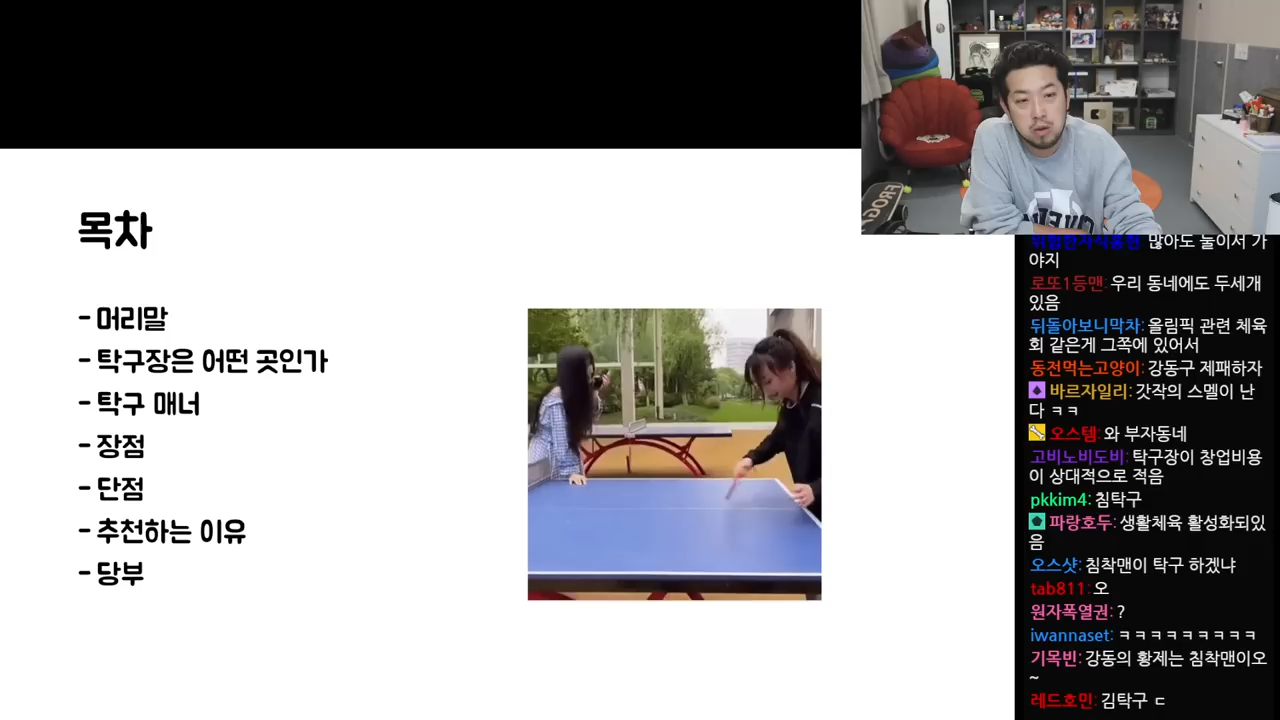 목차
- 머리말
- 탁구장은 어떤 곳인가
- 탁구 매너
- 장점
- 단점
- 추천하는 이유
- 당부
FROG
위험한자식용현: 많아도 둘이서 가
야지
로또1등맨: 우리 동네에도 두세개
있음
뒤돌아보니막차: 올림픽 관련 체육
회 같은게 그쪽에 있어서
동전먹는고양이: 강동구 제패하자
바르자일리: 갓작의 스멜이 난
다 ㅋㅋ
오스템: 와 부자동네
고비노비도비: 탁구장이 창업비용
이 상대적으로 적음
pkkim4: 침탁구
파랑호두: 생활체육 활성화되있
음
오스샷: 침착맨이 탁구 하겠냐
tab811: 오
원자폭열권: ?
iwannaset: ㅋㅋㅋㅋㅋㅋㅋㅋㅋ
기목빈: 강동의 황제는 침착맨이오
~
레드호민: 김탁구 ㄷ